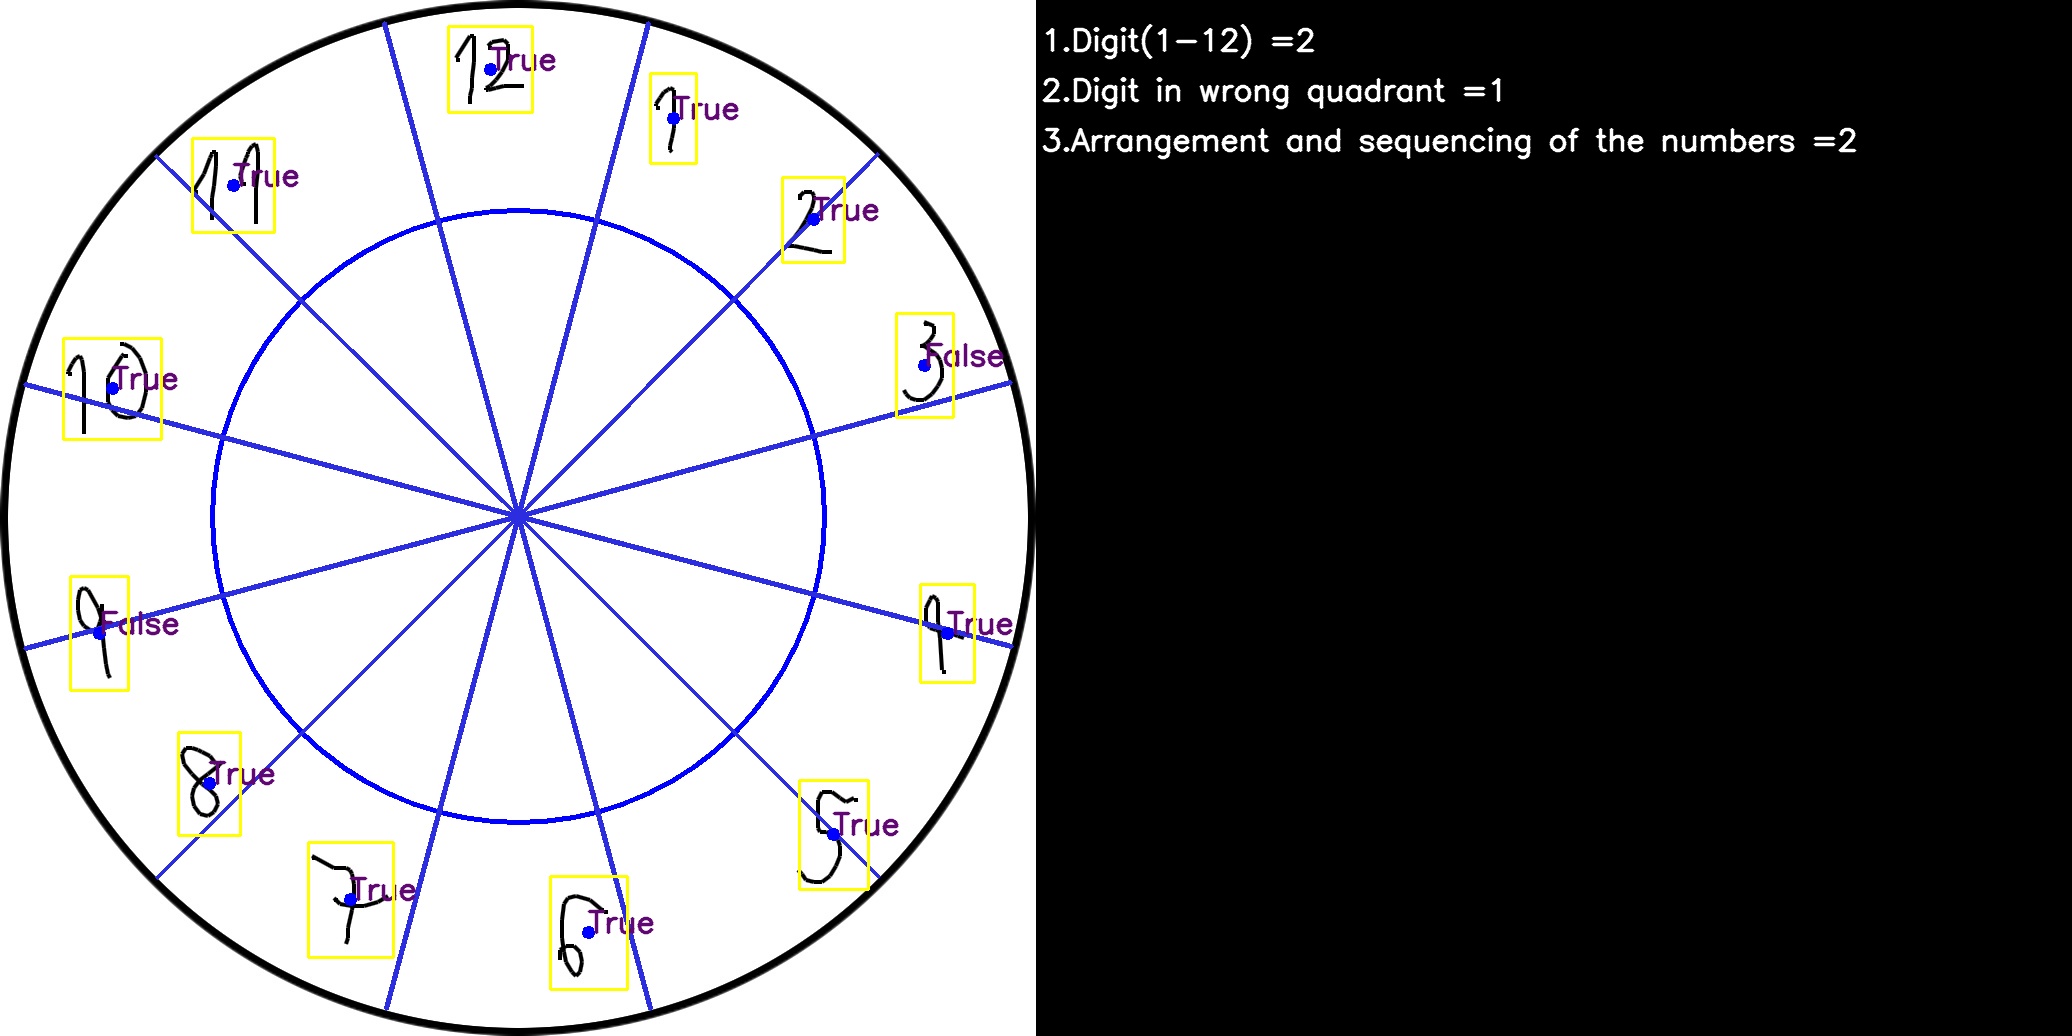 12 True
1 True
11 True
2 True
3 False
10 True
9 False
4 True
8 True
5 True
7 True
6 True
1.Digit(1-12) =2
2.Digit in wrong quadrant =1
3.Arrangement and sequencing of the numbers =2